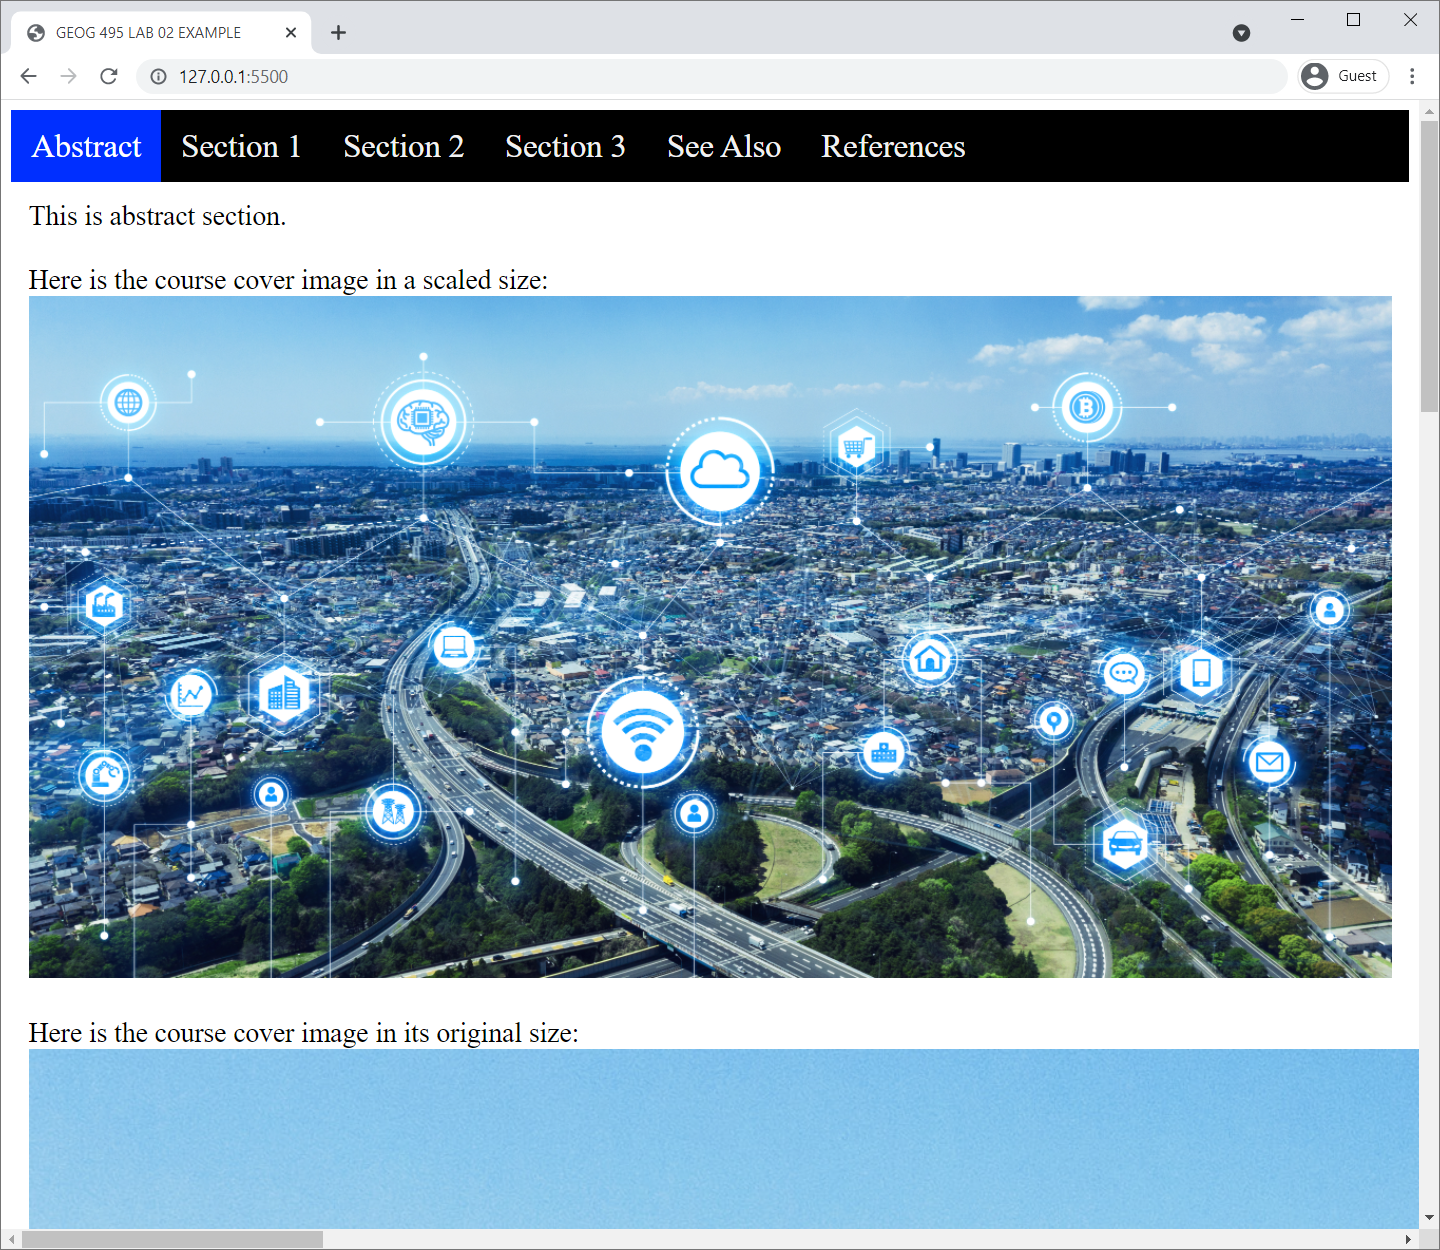 GEOG 495 LAB 02 EXAMPLE
127.0.0.1:5500
Guest
Abstract Section 1 Section 2 Section 3 See Also References
This is abstract section.
Here is the course cover image in a scaled size:
Here is the course cover image in its original size: